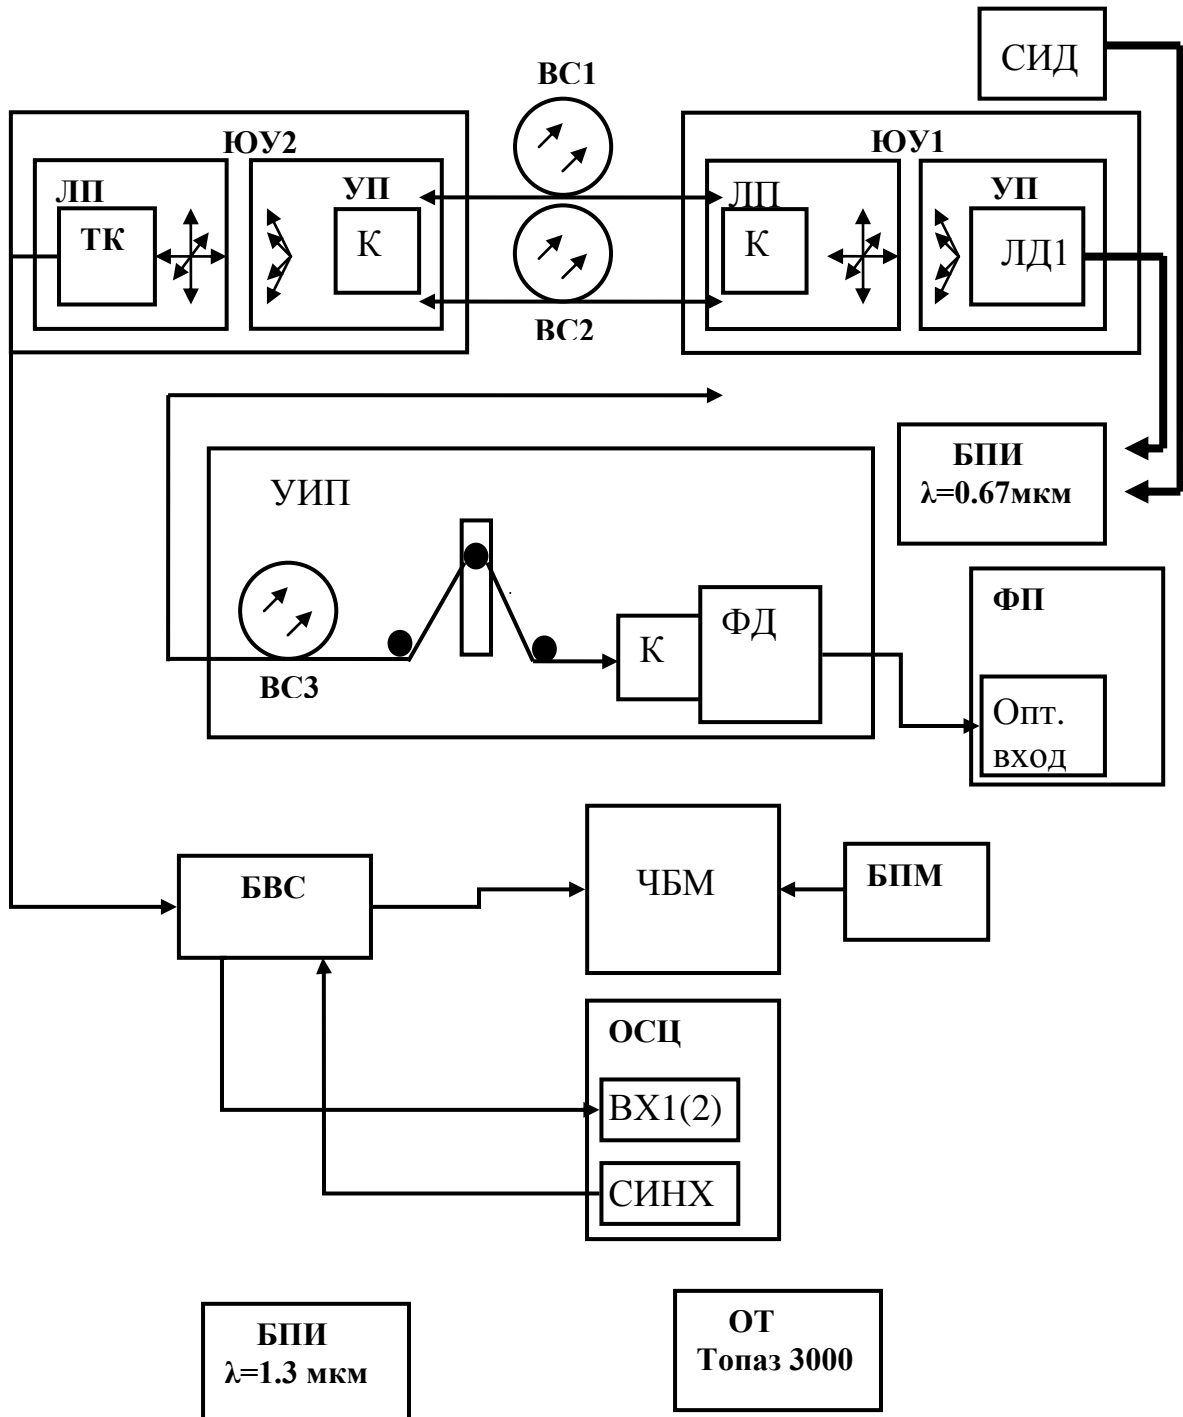 СИД
ВС1
ЮУ2
ЮУ1
ЛП
УП
ЛП
УП
ТК
К
К
ЛД1
ВС2
БПИ
λ=0.67мкм
УИП
ФП
ФД
К
ВС3
Опт.
вход
ЧБМ
БПМ
БВС
ОСЦ
ВХ1(2)
СИНХ
БПИ
λ=1.3 мкм
ОТ
Топаз 3000